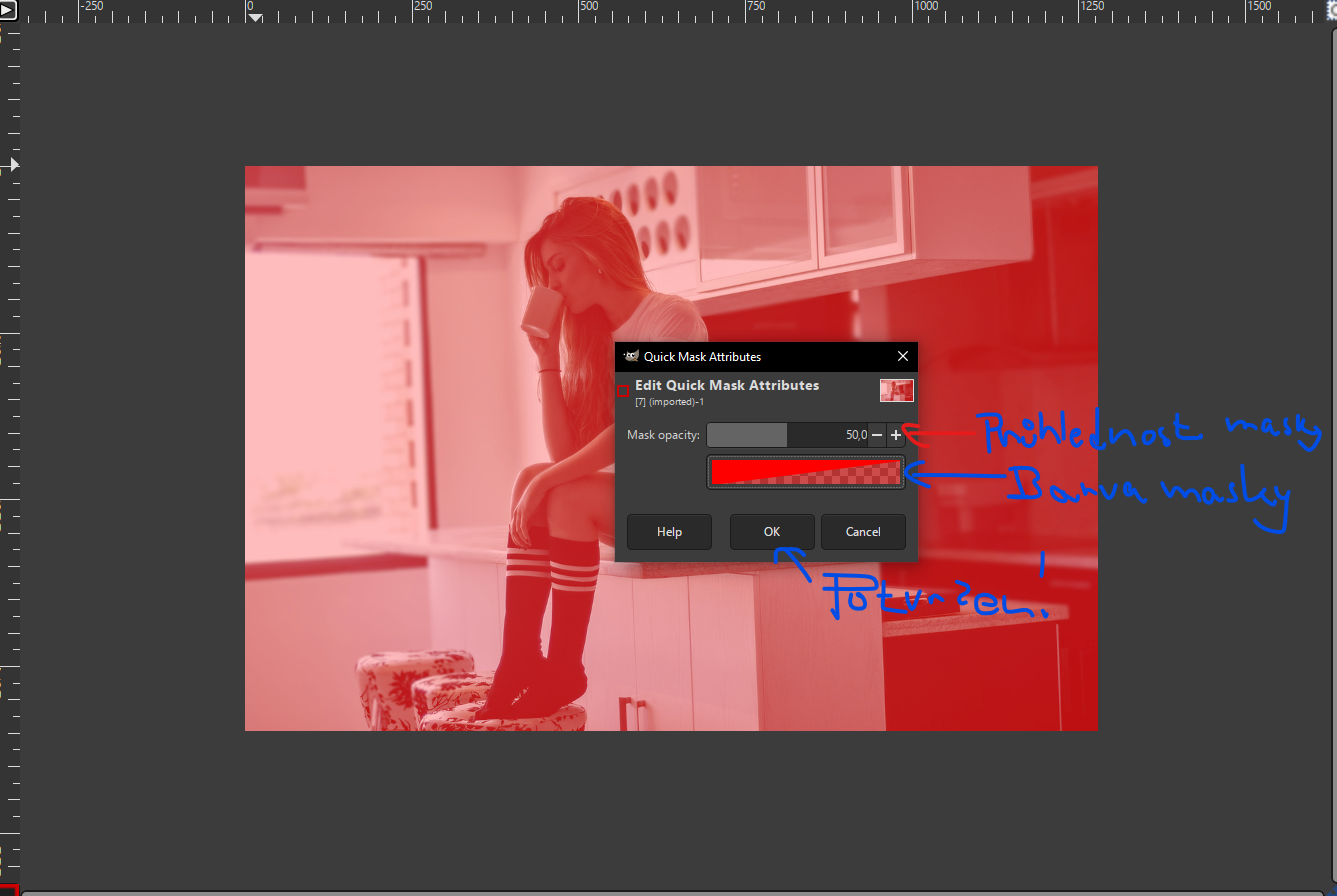 -250 0 250 500 750 1000 1250 1500
Quick Mask Attributes
Edit Quick Mask Attributes
[7] (imported)-1
Mask opacity: 50,0
Průhlednost masky
Barva masky
Help OK Cancel
Potvrzení